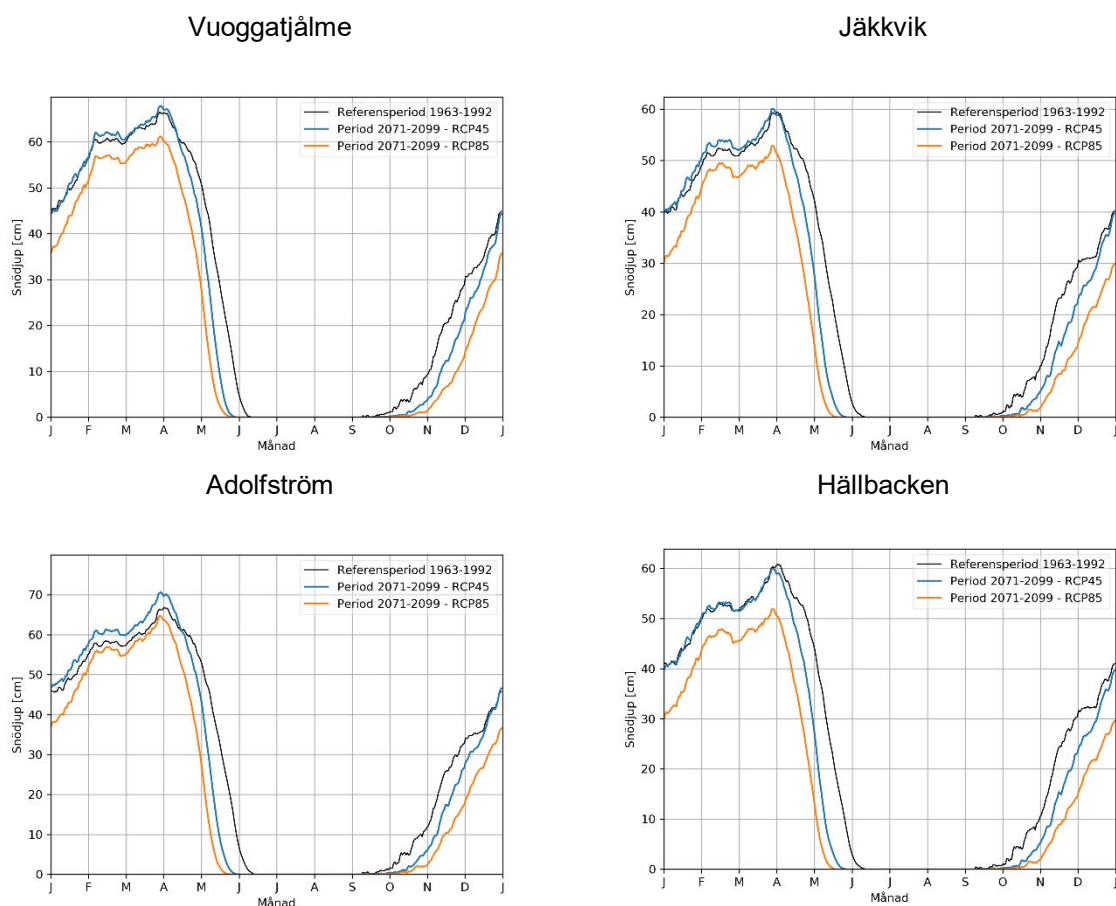 Vuoggatjålme
Jäkkvik
Referensperiod 1963-1992
Period 2071-2099 - RCP45
Period 2071-2099 - RCP85
Snödjup [cm]
60
50
40
30
20
10
0
J F M A M J J A S O N D J
Månad
Referensperiod 1963-1992
Period 2071-2099 - RCP45
Period 2071-2099 - RCP85
Snödjup [cm]
60
50
40
30
20
10
0
J F M A M J J A S O N D J
Månad
Adolfström
Hällbacken
Referensperiod 1963-1992
Period 2071-2099 - RCP45
Period 2071-2099 - RCP85
Snödjup [cm]
70
60
50
40
30
20
10
0
J F M A M J J A S O N D J
Månad
Referensperiod 1963-1992
Period 2071-2099 - RCP45
Period 2071-2099 - RCP85
Snödjup [cm]
60
50
40
30
20
10
0
J F M A M J J A S O N D J
Månad